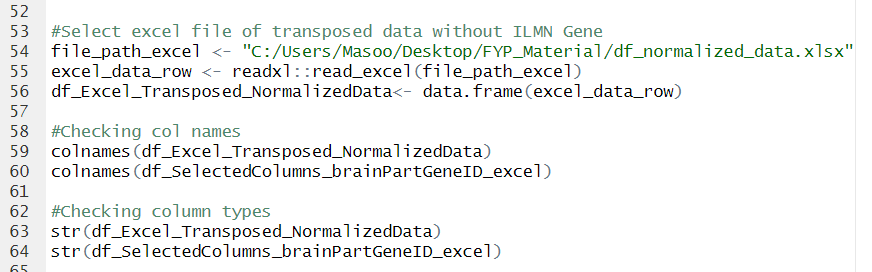 52
53 #Select excel file of transposed data without ILMN Gene
54 file_path_excel <- "C:/Users/Masoo/Desktop/FYP_Material/df_normalized_data.xlsx"
55 excel_data_row <- readxl::read_excel(file_path_excel)
56 df_Excel_Transposed_NormalizedData<- data.frame(excel_data_row)
57
58 #Checking col names
59 colnames(df_Excel_Transposed_NormalizedData)
60 colnames(df_SelectedColumns_brainPartGeneID_excel)
61
62 #Checking column types
63 str(df_Excel_Transposed_NormalizedData)
64 str(df_SelectedColumns_brainPartGeneID_excel)
65